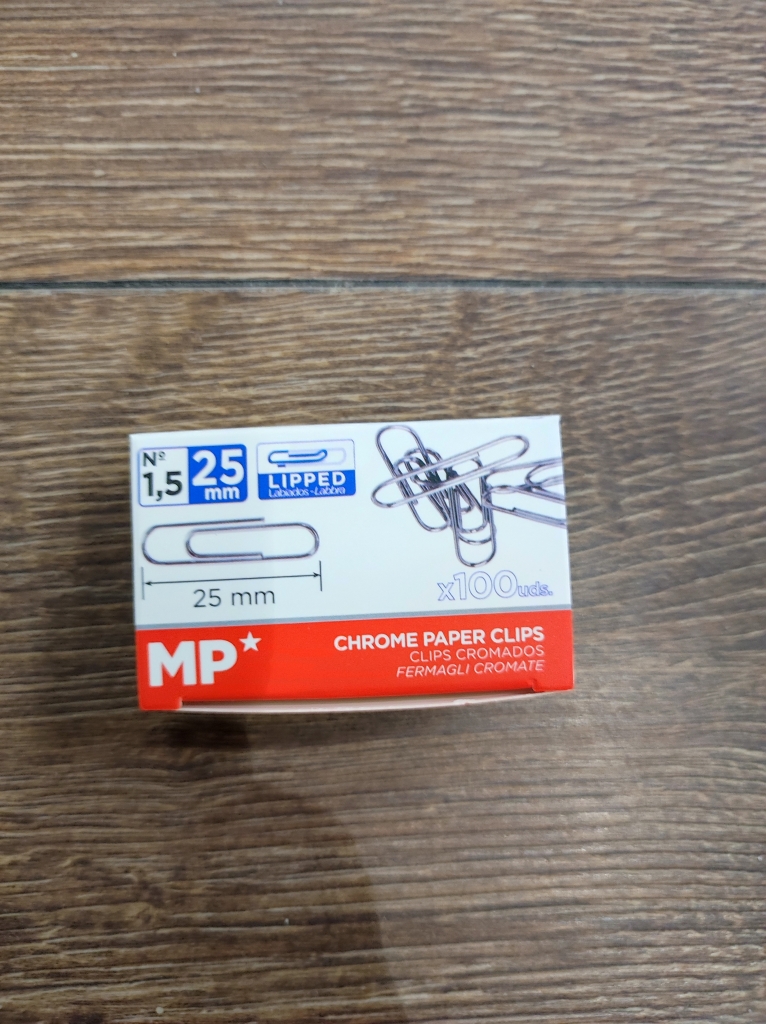 Nº
1,5
25
mm
LIPPED
Labiados - Labbra
25 mm
x100uds.
MP
CHROME PAPER CLIPS
CLIPS CROMADOS
FERMAGLI CROMATE